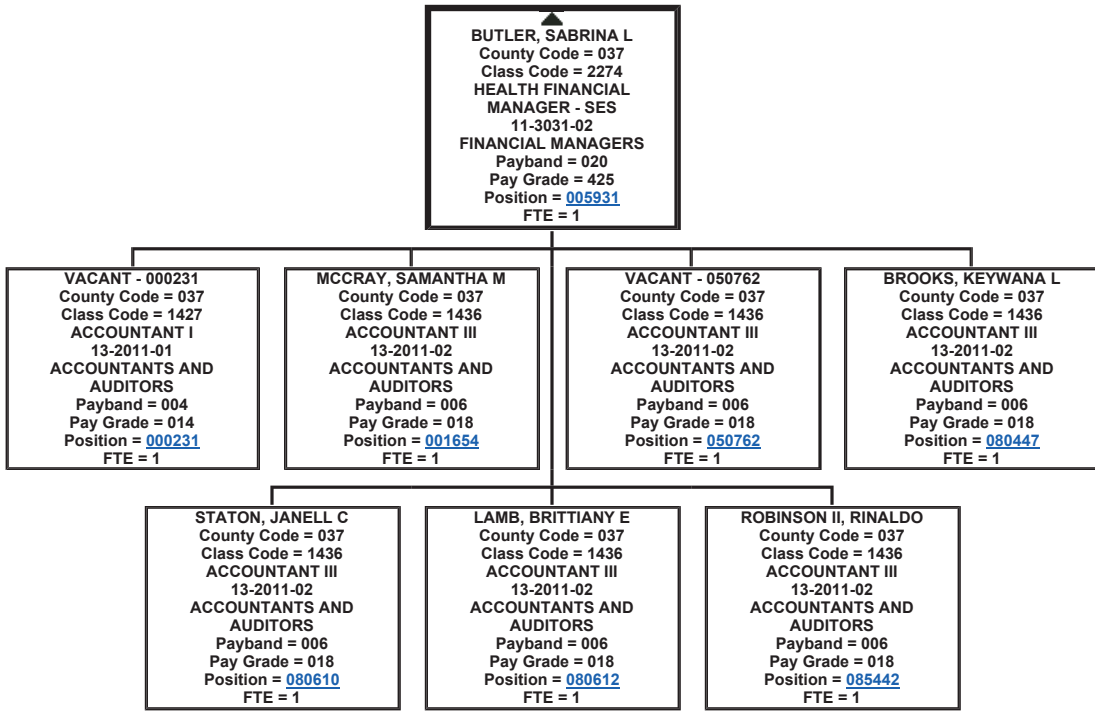 BUTLER, SABRINA L
County Code = 037
Class Code = 2274
HEALTH FINANCIAL
MANAGER - SES
11-3031-02
FINANCIAL MANAGERS
Payband = 020
Pay Grade = 425
Position = 005931
FTE = 1
VACANT - 000231
County Code = 037
Class Code = 1427
ACCOUNTANT I
13-2011-01
ACCOUNTANTS AND
AUDITORS
Payband = 004
Pay Grade = 014
Position = 000231
FTE = 1
MCCRAY, SAMANTHA M
County Code = 037
Class Code = 1436
ACCOUNTANT III
13-2011-02
ACCOUNTANTS AND
AUDITORS
Payband = 006
Pay Grade = 018
Position = 001654
FTE = 1
VACANT - 050762
County Code = 037
Class Code = 1436
ACCOUNTANT III
13-2011-02
ACCOUNTANTS AND
AUDITORS
Payband = 006
Pay Grade = 018
Position = 050762
FTE = 1
BROOKS, KEYWANA L
County Code = 037
Class Code = 1436
ACCOUNTANT III
13-2011-02
ACCOUNTANTS AND
AUDITORS
Payband = 006
Pay Grade = 018
Position = 080447
FTE = 1
STATON, JANELL C
County Code = 037
Class Code = 1436
ACCOUNTANT III
13-2011-02
ACCOUNTANTS AND
AUDITORS
Payband = 006
Pay Grade = 018
Position = 080610
FTE = 1
LAMB, BRITTIANY E
County Code = 037
Class Code = 1436
ACCOUNTANT III
13-2011-02
ACCOUNTANTS AND
AUDITORS
Payband = 006
Pay Grade = 018
Position = 080612
FTE = 1
ROBINSON II, RINALDO
County Code = 037
Class Code = 1436
ACCOUNTANT III
13-2011-02
ACCOUNTANTS AND
AUDITORS
Payband = 006
Pay Grade = 018
Position = 085442
FTE = 1